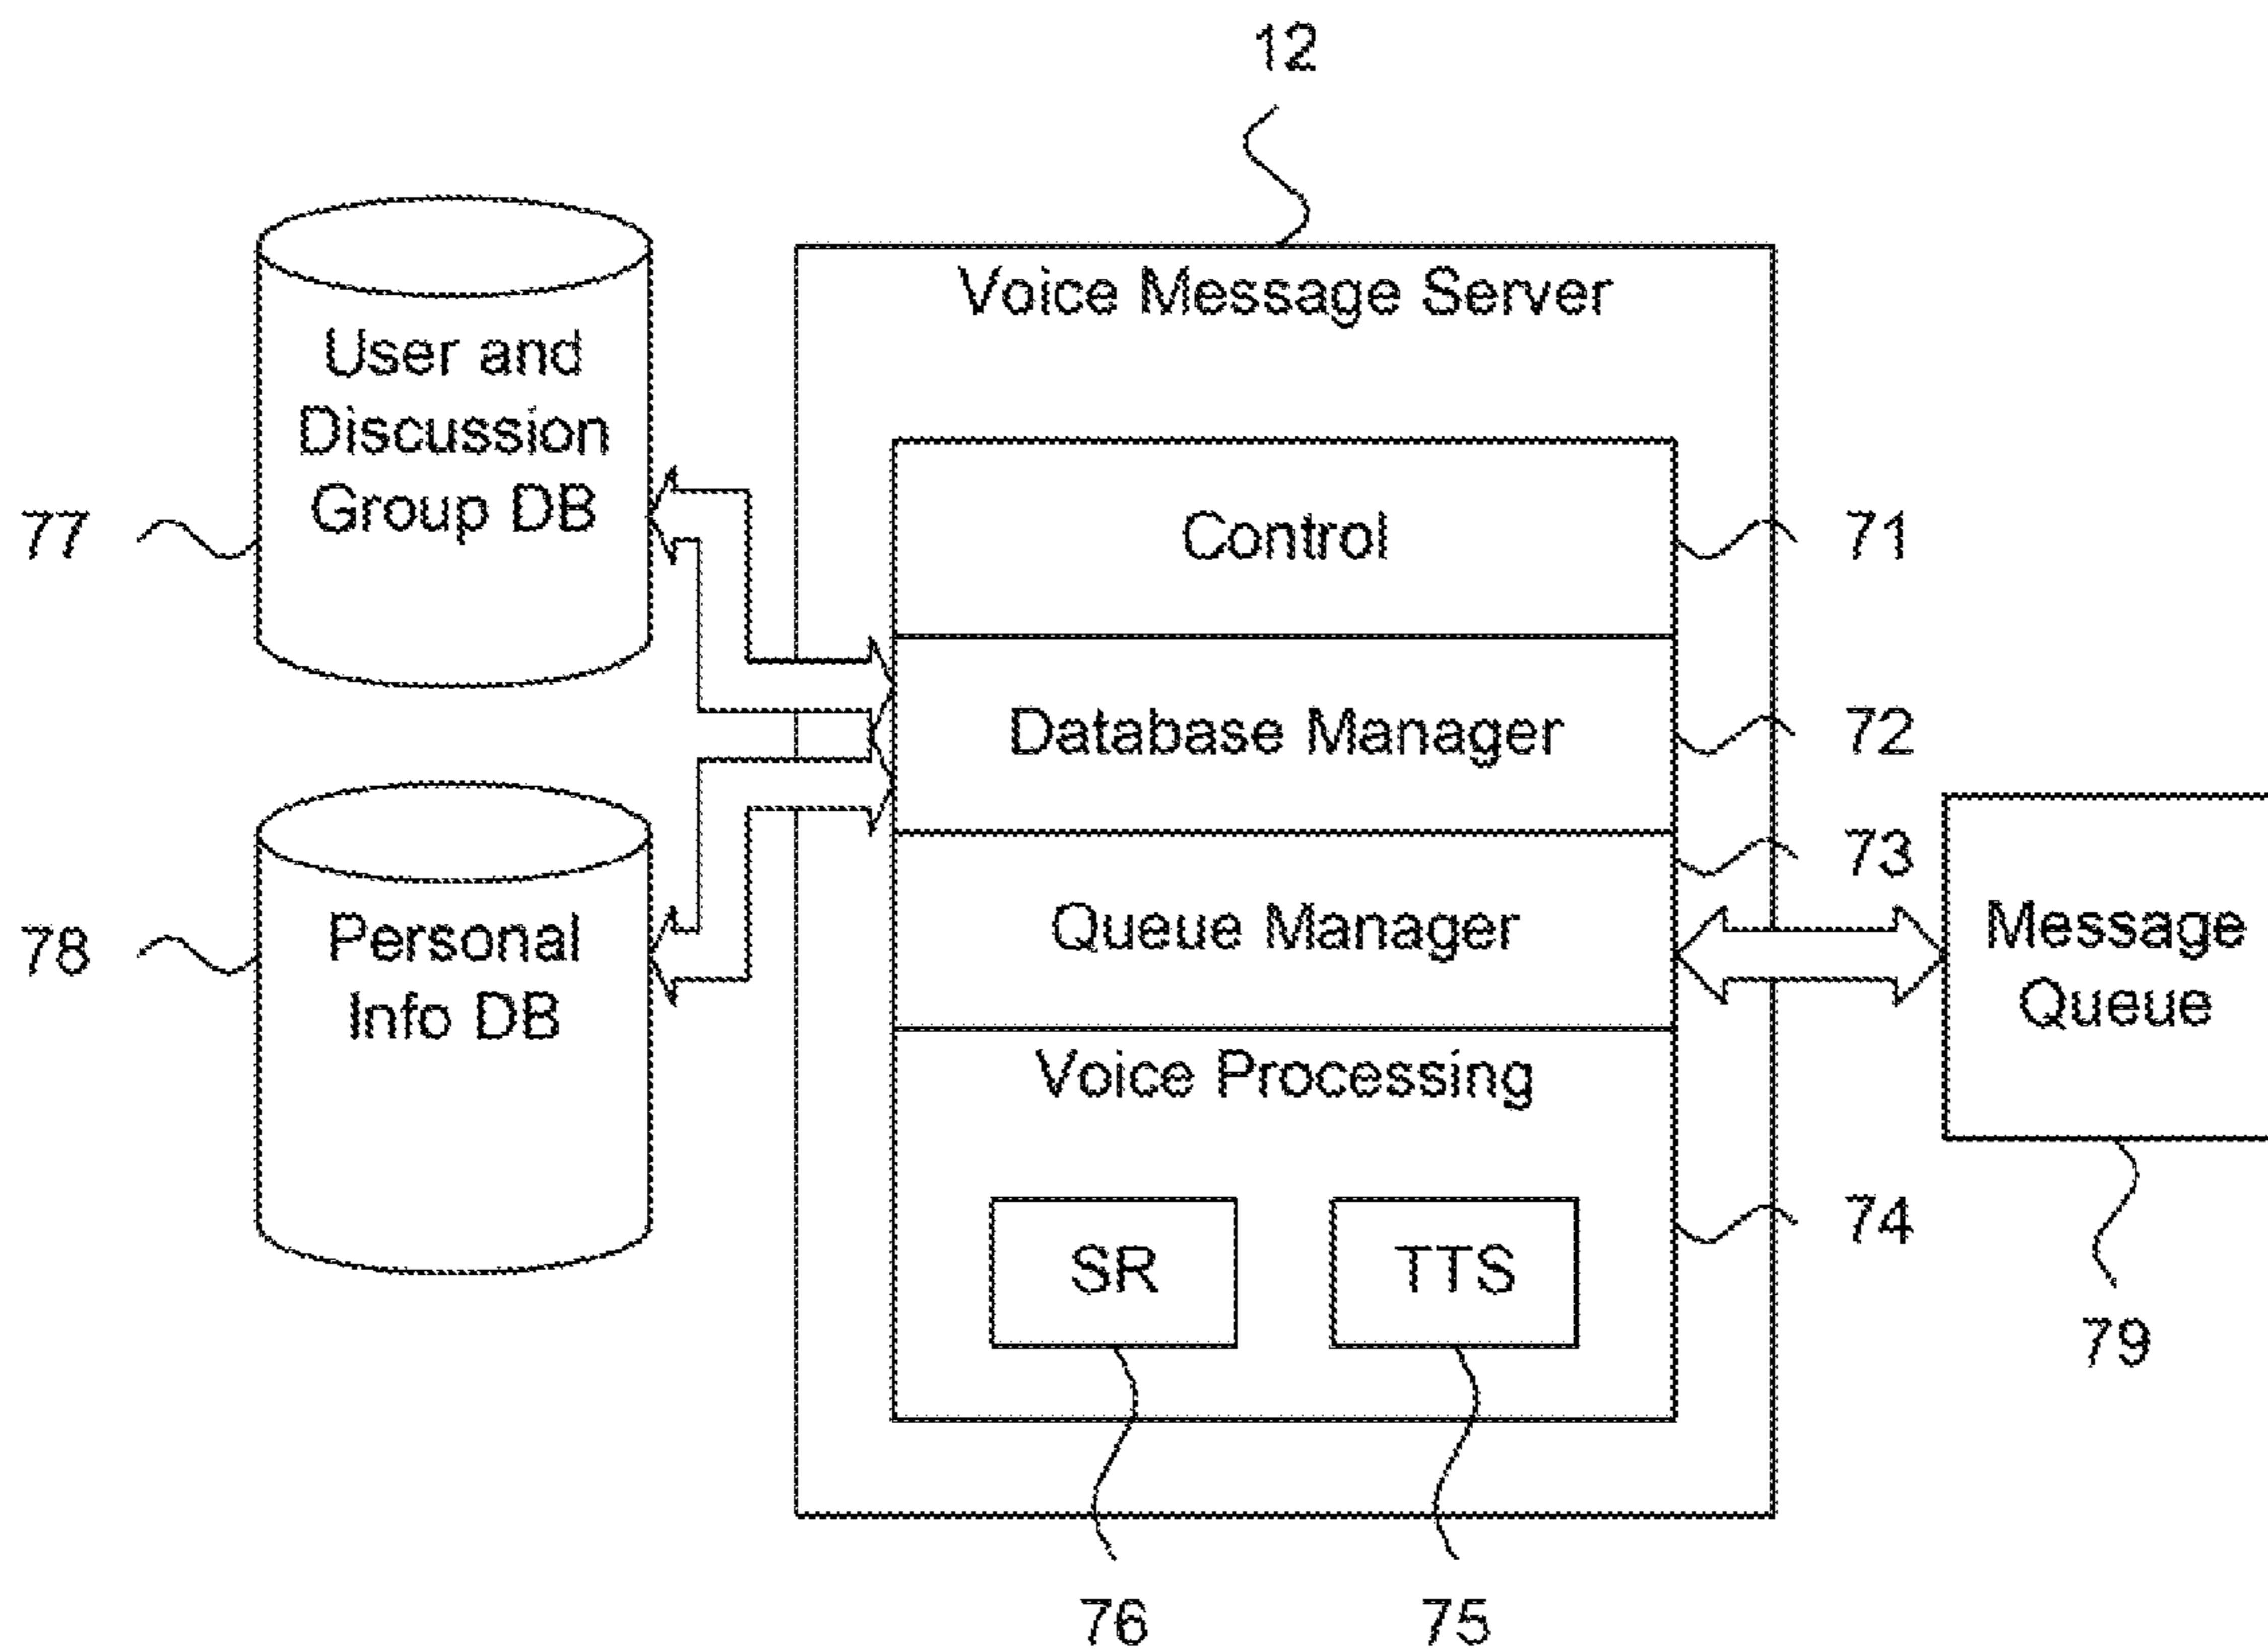 12
Voice Message Server
User and
Discussion
Group DB
77
Control
71
Database Manager
72
73
Queue Manager
Message
Queue
78
Personal
Info DB
Voice Processing
74
SR
TTS
79
76
75